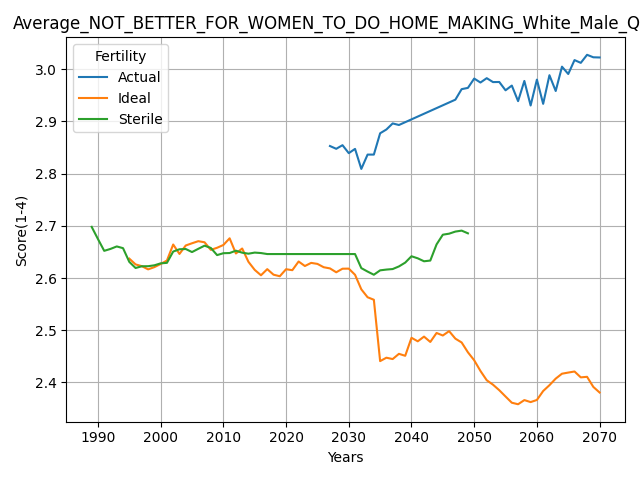 Average_NOT_BETTER_FOR_WOMEN_TO_DO_HOME_MAKING_White_Male_Q
Fertility
Actual
Ideal
Sterile
Score(1-4)
3.0
2.9
2.8
2.7
2.6
2.5
2.4
1990 2000 2010 2020 2030 2040 2050 2060 2070
Years